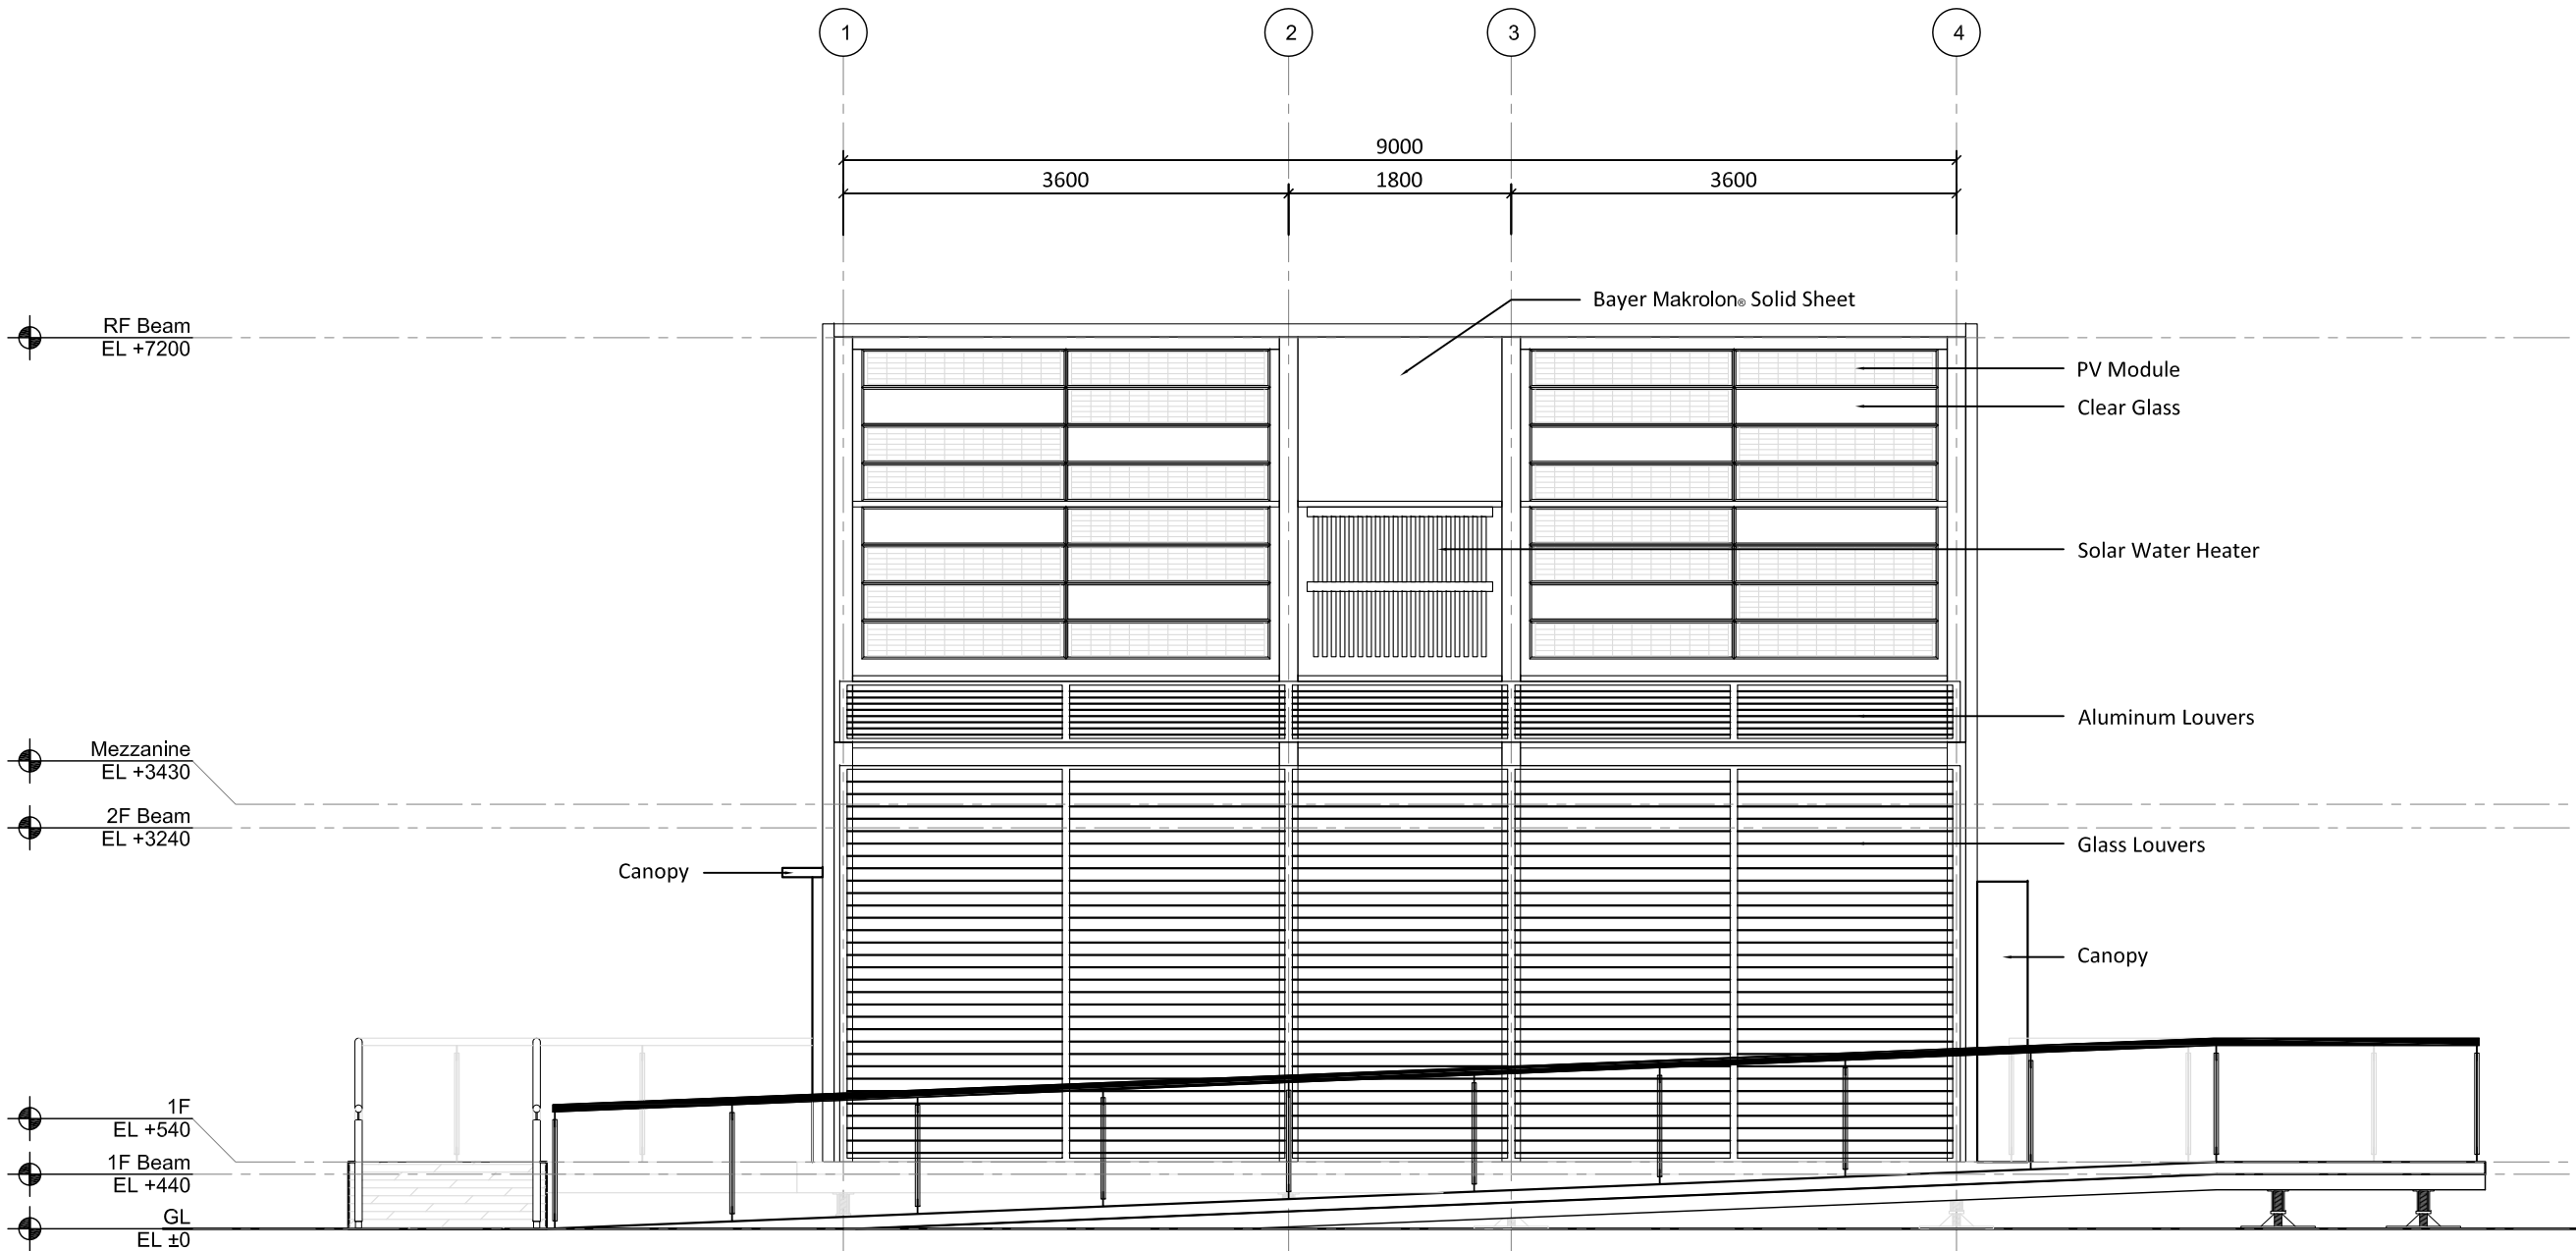 1
2
3
4
9000
3600
1800
3600
Bayer Makrolon® Solid Sheet
RF Beam
EL +7200
PV Module
Clear Glass
Solar Water Heater
Aluminum Louvers
Mezzanine
EL +3430
2F Beam
EL +3240
Glass Louvers
Canopy
Canopy
1F
EL +540
1F Beam
EL +440
GL
EL ±0